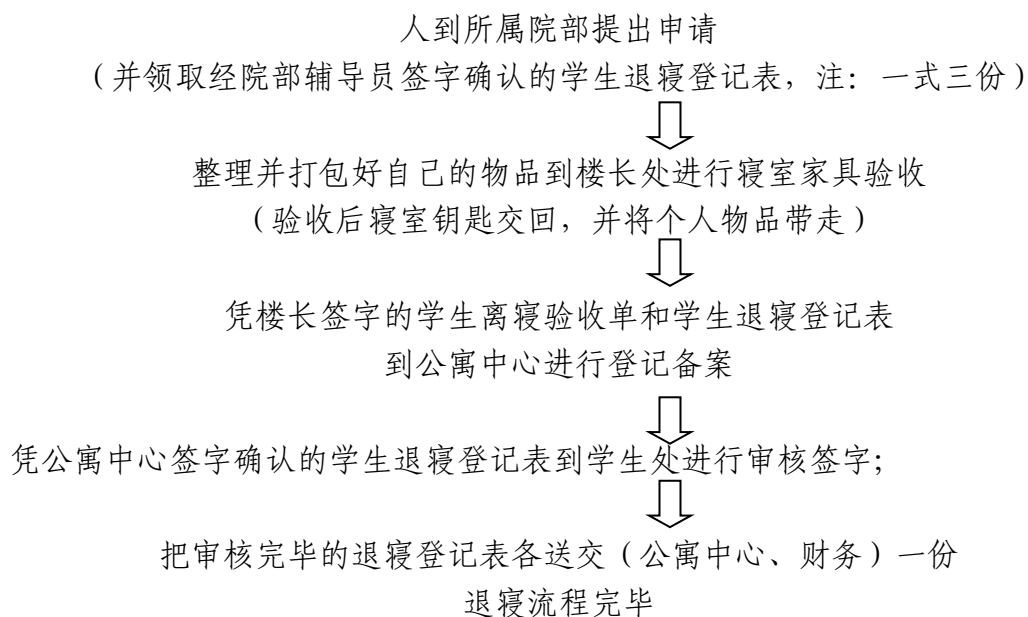 人到所属院部提出申请
（并领取经院部辅导员签字确认的学生退寝登记表，注：一式三份）
整理并打包好自己的物品到楼长处进行寝室家具验收
（验收后寝室钥匙交回，并将个人物品带走）
凭楼长签字的学生离寝验收单和学生退寝登记表
到公寓中心进行登记备案
凭公寓中心签字确认的学生退寝登记表到学生处进行审核签字；
把审核完毕的退寝登记表各送交（公寓中心、财务）一份
退寝流程完毕